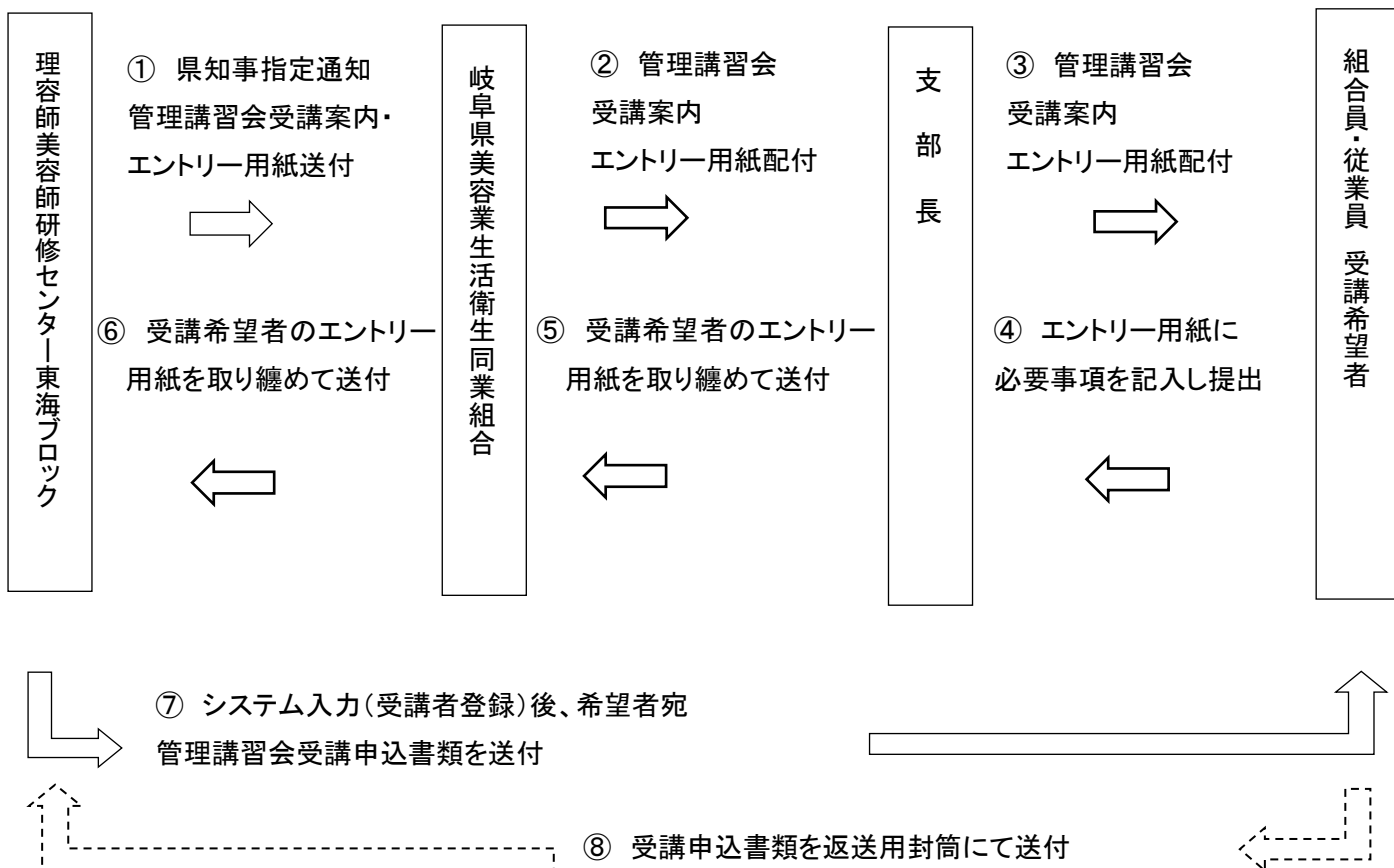 理容師美容師研修センター東海ブロック
① 県知事指定通知
管理講習会受講案内・
エントリー用紙送付
岐阜県美容業生活衛生同業組合
② 管理講習会
受講案内
エントリー用紙配付
支部長
③ 管理講習会
受講案内
エントリー用紙配付
組合員・従業員 受講希望者
④ エントリー用紙に
必要事項を記入し提出
⑤ 受講希望者のエントリー
用紙を取り纏めて送付
⑥ 受講希望者のエントリー
用紙を取り纏めて送付
⑦ システム入力(受講者登録)後、希望者宛
管理講習会受講申込書類を送付
⑧ 受講申込書類を返送用封筒にて送付